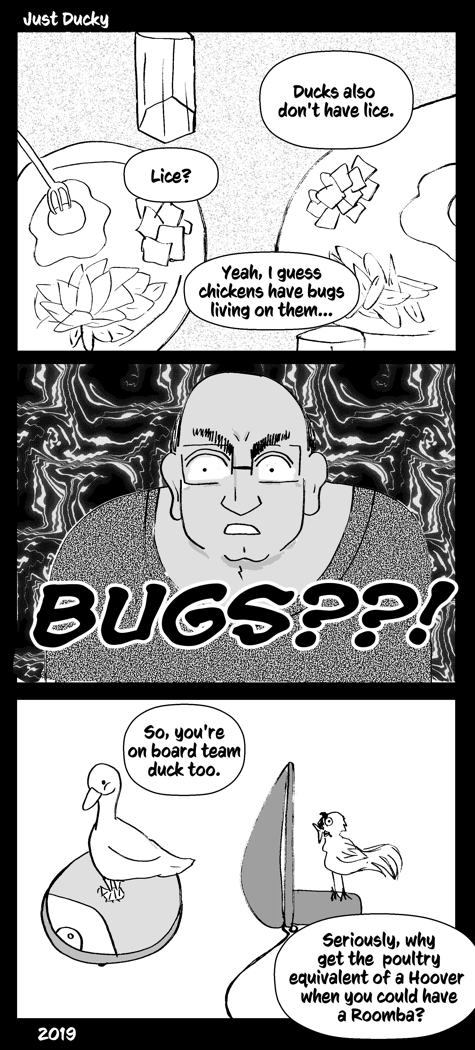 Just Ducky
Ducks also
don't have lice.
Lice?
Yeah, I guess
chickens have bugs
living on them...
BUGS??!
So, you're
on board team
duck too.
Seriously, why
get the poultry
equivalent of a Hoover
when you could have
a Roomba?
2019